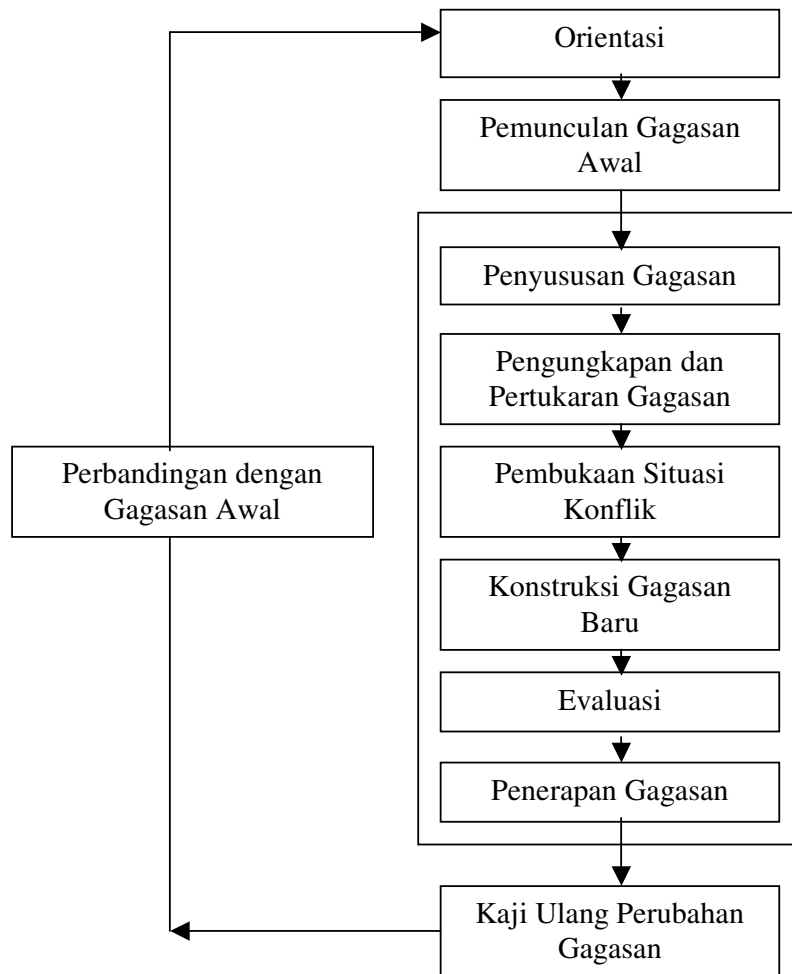 Orientasi
Pemunculan Gagasan
Awal
Penyususan Gagasan
Pengungkapan dan
Pertukaran Gagasan
Pembukaan Situasi
Konflik
Konstruksi Gagasan
Baru
Evaluasi
Penerapan Gagasan
Kaji Ulang Perubahan
Gagasan
Perbandingan dengan
Gagasan Awal